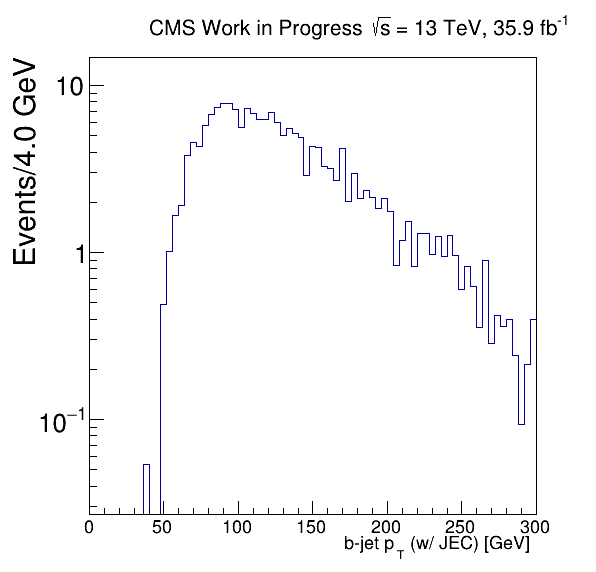 CMS Work in Progress √s = 13 TeV, 35.9 fb⁻¹
Events/4.0 GeV
10
1
10⁻¹
0 50 100 150 200 250 300
b-jet p_T (w/ JEC) [GeV]